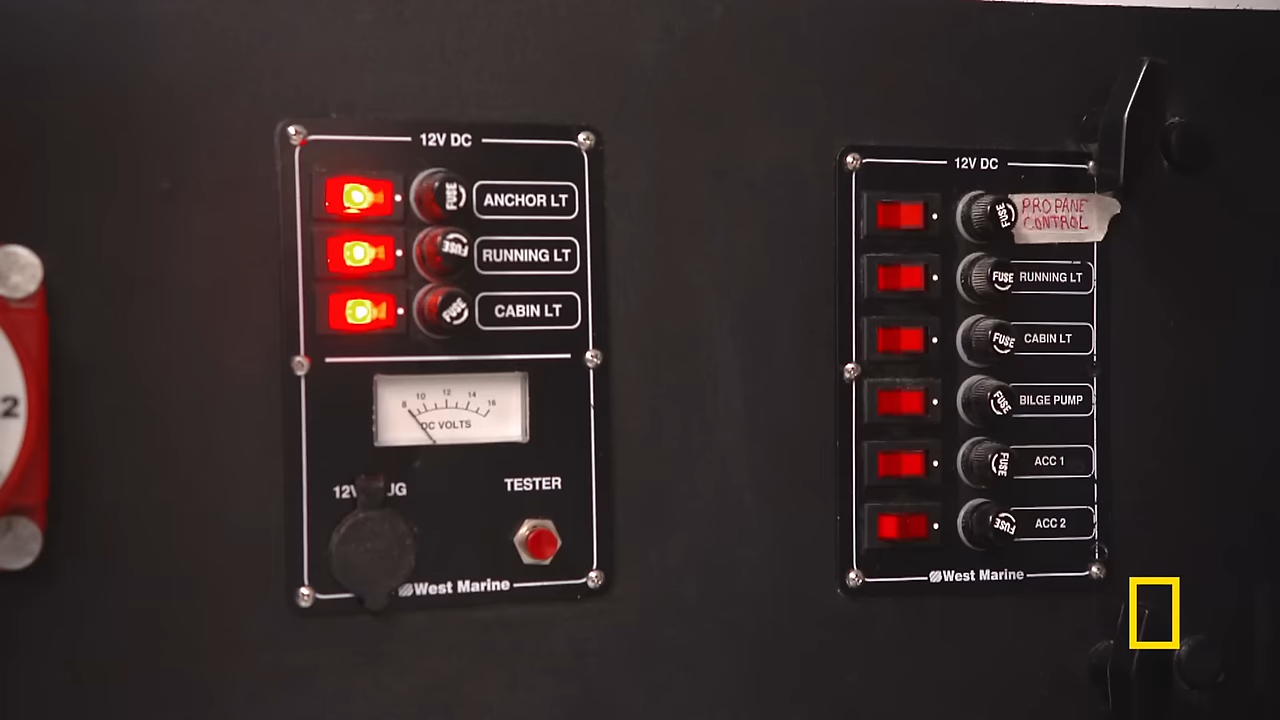 12V DC
ANCHOR LT
FUSE
RUNNING LT
FUSE
CABIN LT
FUSE
8 10 12 14 16
DC VOLTS
TESTER
West Marine
12V DC
FUSE
PROPANE
CONTROL
FUSE
RUNNING LT
FUSE
CABIN LT
FUSE
BILGE PUMP
FUSE
ACC 1
FUSE
ACC 2
West Marine
2